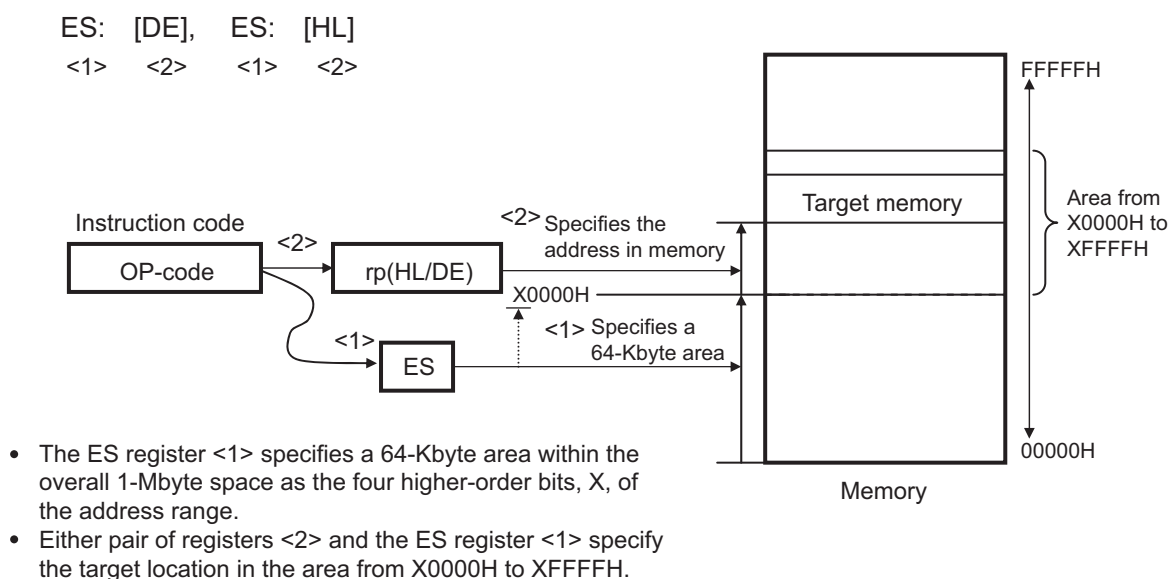 ES: [DE], ES: [HL]
<1> <2> <1> <2>
FFFFFH
Target memory
Area from
X0000H to
XFFFFH
Instruction code
OP-code
<2>
rp(HL/DE)
<2> Specifies the
address in memory
X0000H
<1>
ES
<1> Specifies a
64-Kbyte area
00000H
Memory
• The ES register <1> specifies a 64-Kbyte area within the
overall 1-Mbyte space as the four higher-order bits, X, of
the address range.
• Either pair of registers <2> and the ES register <1> specify
the target location in the area from X0000H to XFFFFH.